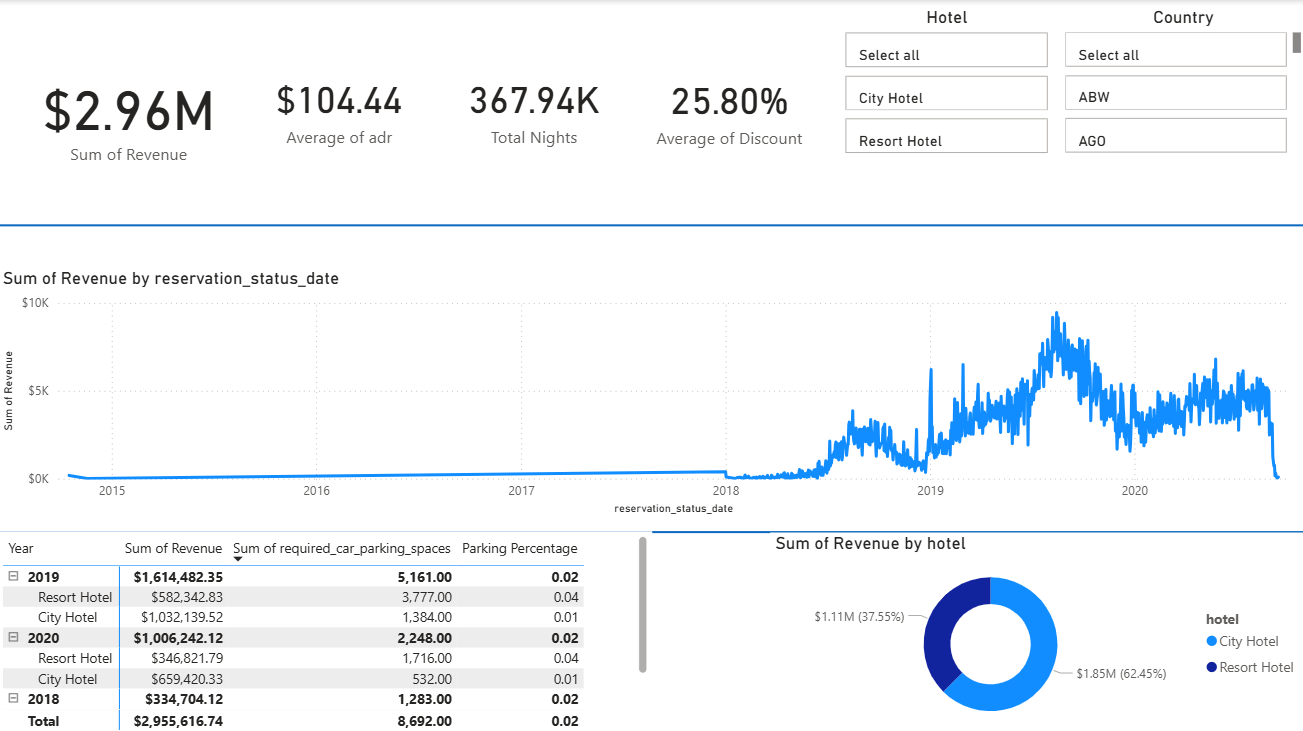 Hotel
Select all
City Hotel
Resort Hotel
Country
Select all
ABW
AGO
$2.96M
Sum of Revenue
$104.44
Average of adr
367.94K
Total Nights
25.80%
Average of Discount
Sum of Revenue by reservation_status_date
Sum of Revenue
$10K
$5K
$0K
2015 2016 2017 2018 2019 2020
reservation_status_date
Year Sum of Revenue Sum of required_car_parking_spaces Parking Percentage
2019 $1,614,482.35 5,161.00 0.02
Resort Hotel $582,342.83 3,777.00 0.04
City Hotel $1,032,139.52 1,384.00 0.01
2020 $1,006,242.12 2,248.00 0.02
Resort Hotel $346,821.79 1,716.00 0.04
City Hotel $659,420.33 532.00 0.01
2018 $334,704.12 1,283.00 0.02
Total $2,955,616.74 8,692.00 0.02
Sum of Revenue by hotel
$1.11M (37.55%)
$1.85M (62.45%)
hotel
City Hotel
Resort Hotel